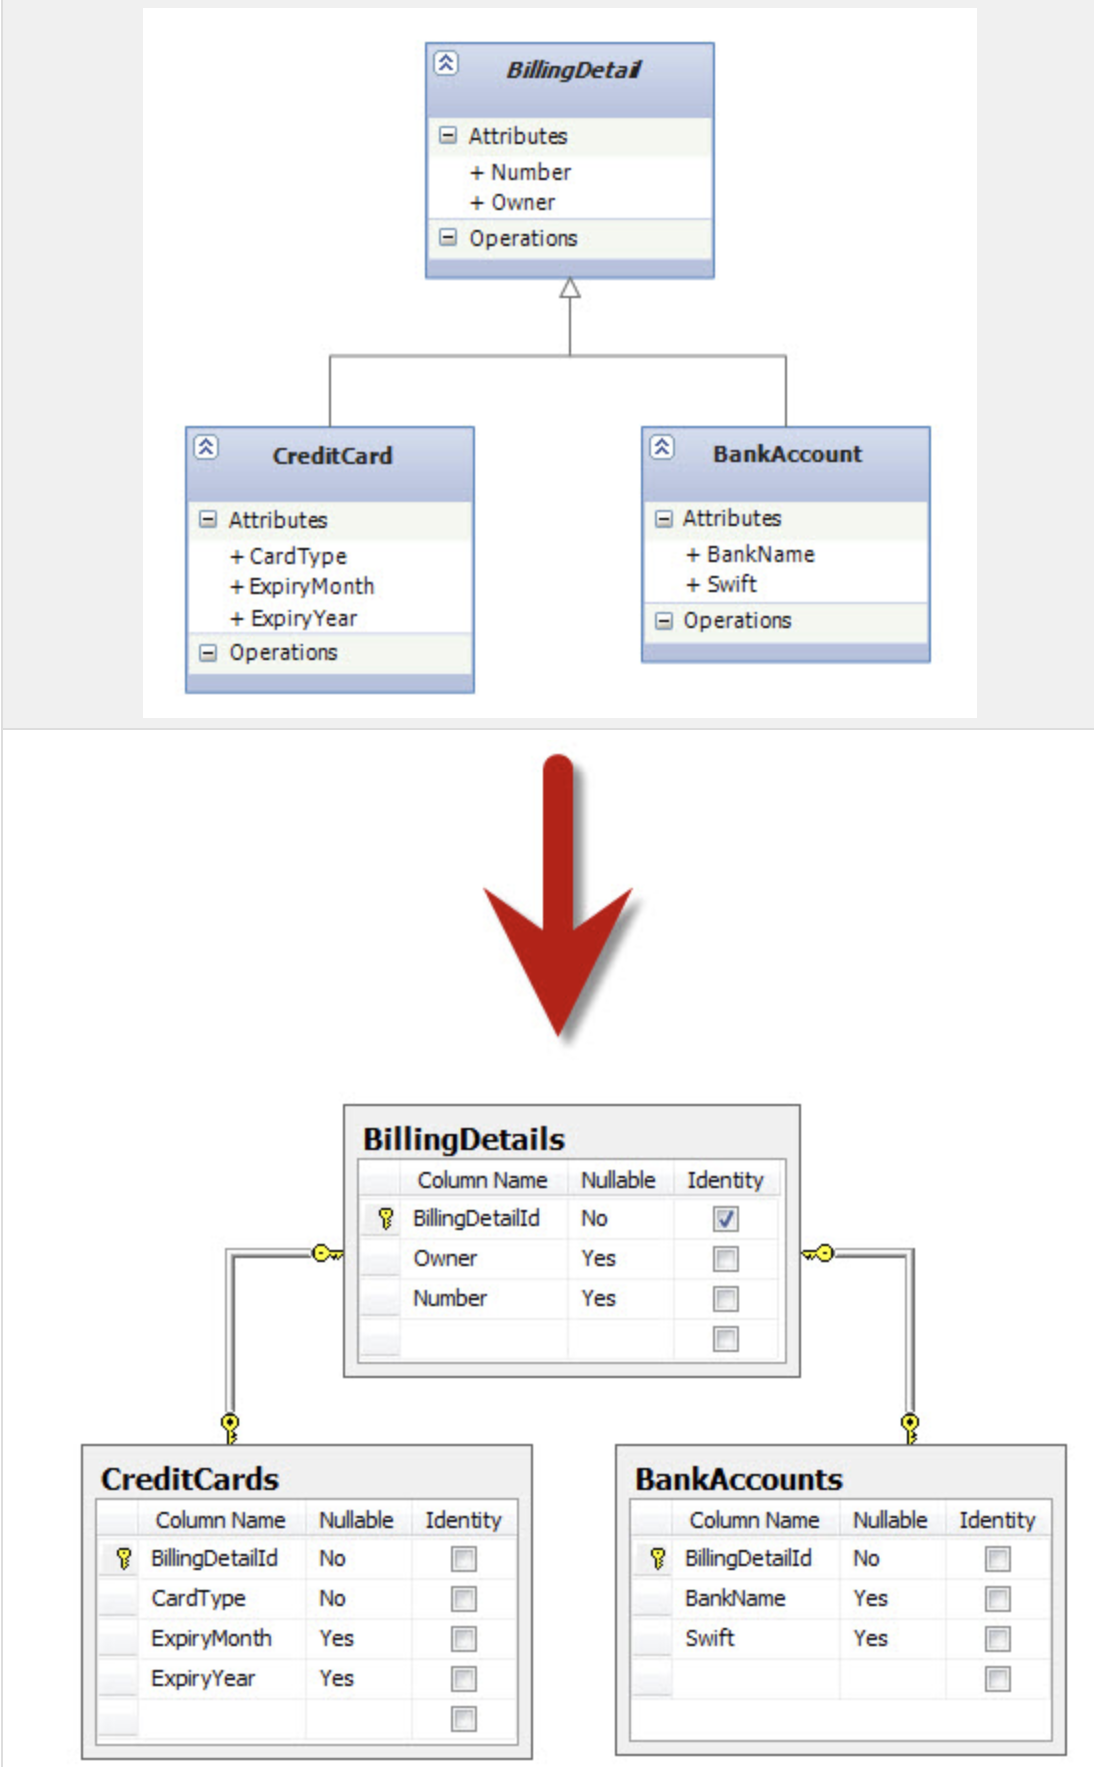 BillingDetail
Attributes
+ Number
+ Owner
Operations
CreditCard
Attributes
+ CardType
+ ExpiryMonth
+ ExpiryYear
Operations
BankAccount
Attributes
+ BankName
+ Swift
Operations
BillingDetails
Column Name Nullable Identity
BillingDetailId No
Owner Yes
Number Yes
CreditCards
Column Name Nullable Identity
BillingDetailId No
CardType No
ExpiryMonth Yes
ExpiryYear Yes
BankAccounts
Column Name Nullable Identity
BillingDetailId No
BankName Yes
Swift Yes